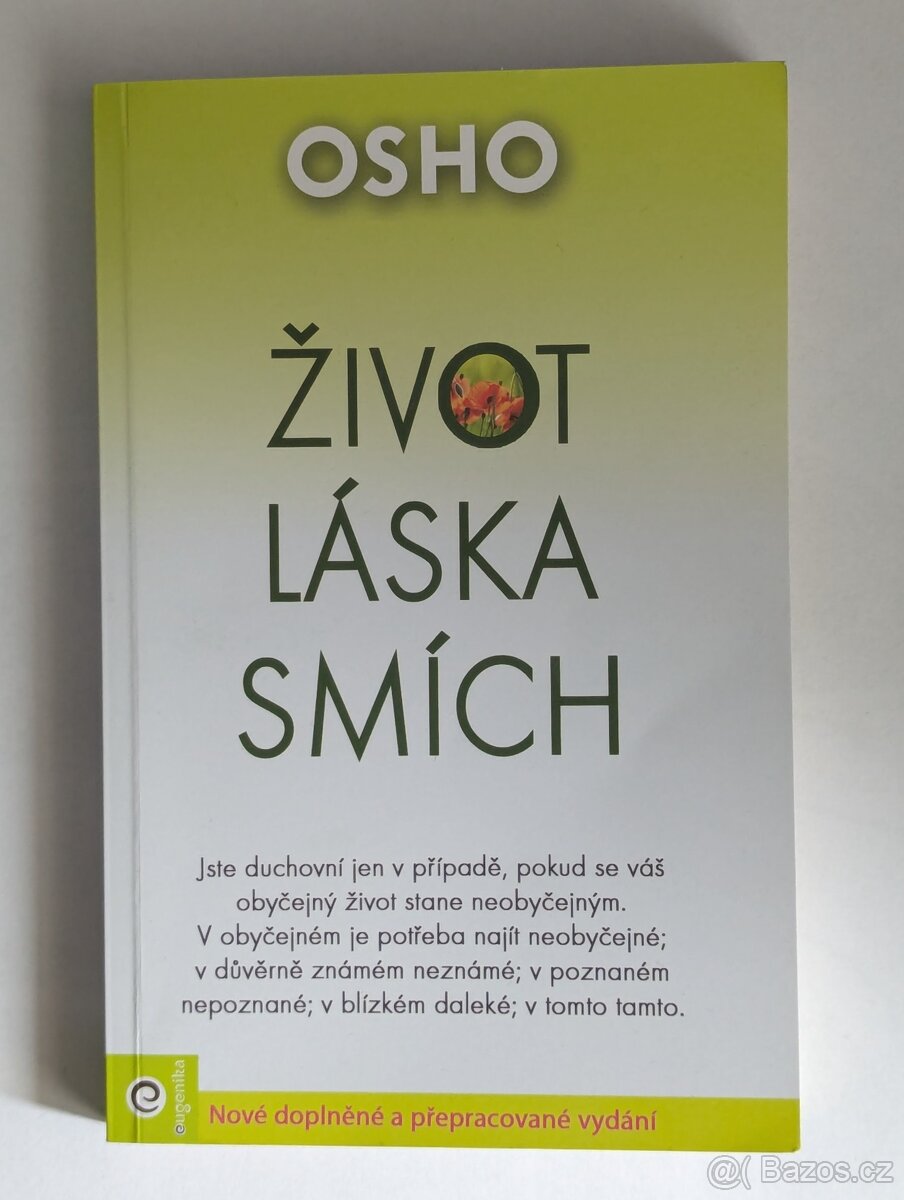 OSHO
ŽIVOT
LÁSKA
SMÍCH
Jste duchovní jen v případě, pokud se váš
obyčejný život stane neobyčejným.
V obyčejném je potřeba najít neobyčejné;
v důvěrně známém neznámé; v poznaném
nepoznané; v blízkém daleké; v tomto tamto.
eugenika
Nové doplněné a přepracované vydání
@( Bazos.cz